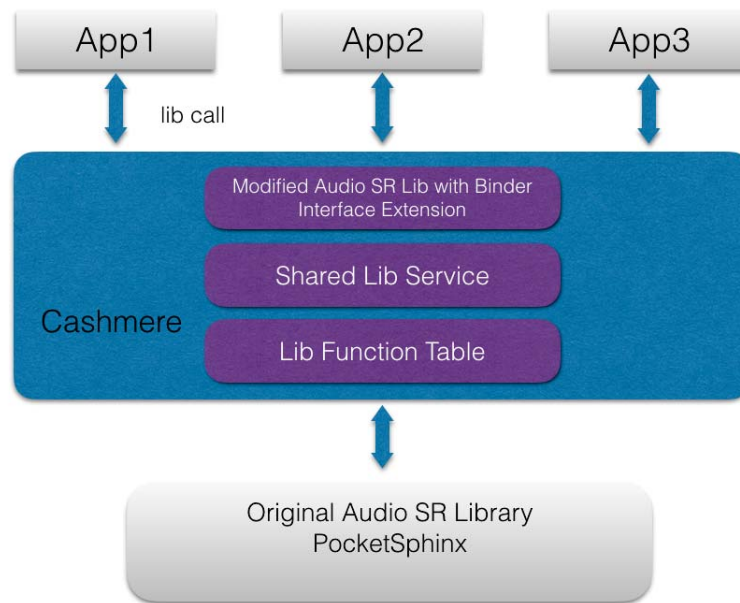 App1 App2 App3
lib call
Modified Audio SR Lib with Binder
Interface Extension
Shared Lib Service
Cashmere
Lib Function Table
Original Audio SR Library
PocketSphinx